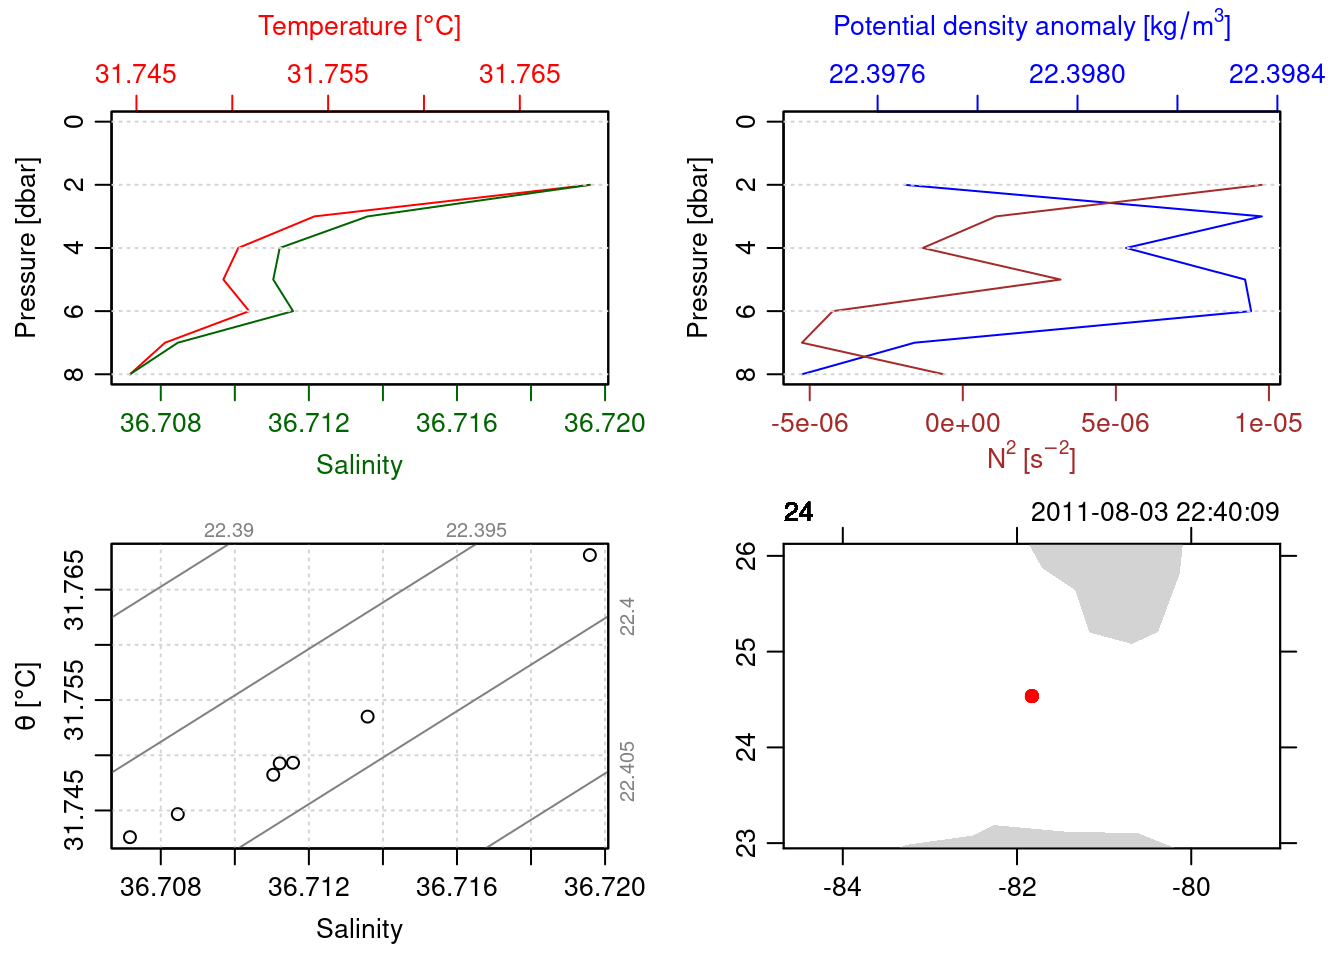 Temperature [°C]
31.745 31.755 31.765
0
2
4
6
8
Pressure [dbar]
36.708 36.712 36.716 36.720
Salinity
Potential density anomaly [kg/m³]
22.3976 22.3980 22.3984
0
2
4
6
8
Pressure [dbar]
-5e-06 0e+00 5e-06 1e-05
N² [s⁻²]
22.39 22.395
22.4
22.405
31.765
31.755
31.745
θ [°C]
36.708 36.712 36.716 36.720
Salinity
24 2011-08-03 22:40:09
26
25
24
23
-84 -82 -80